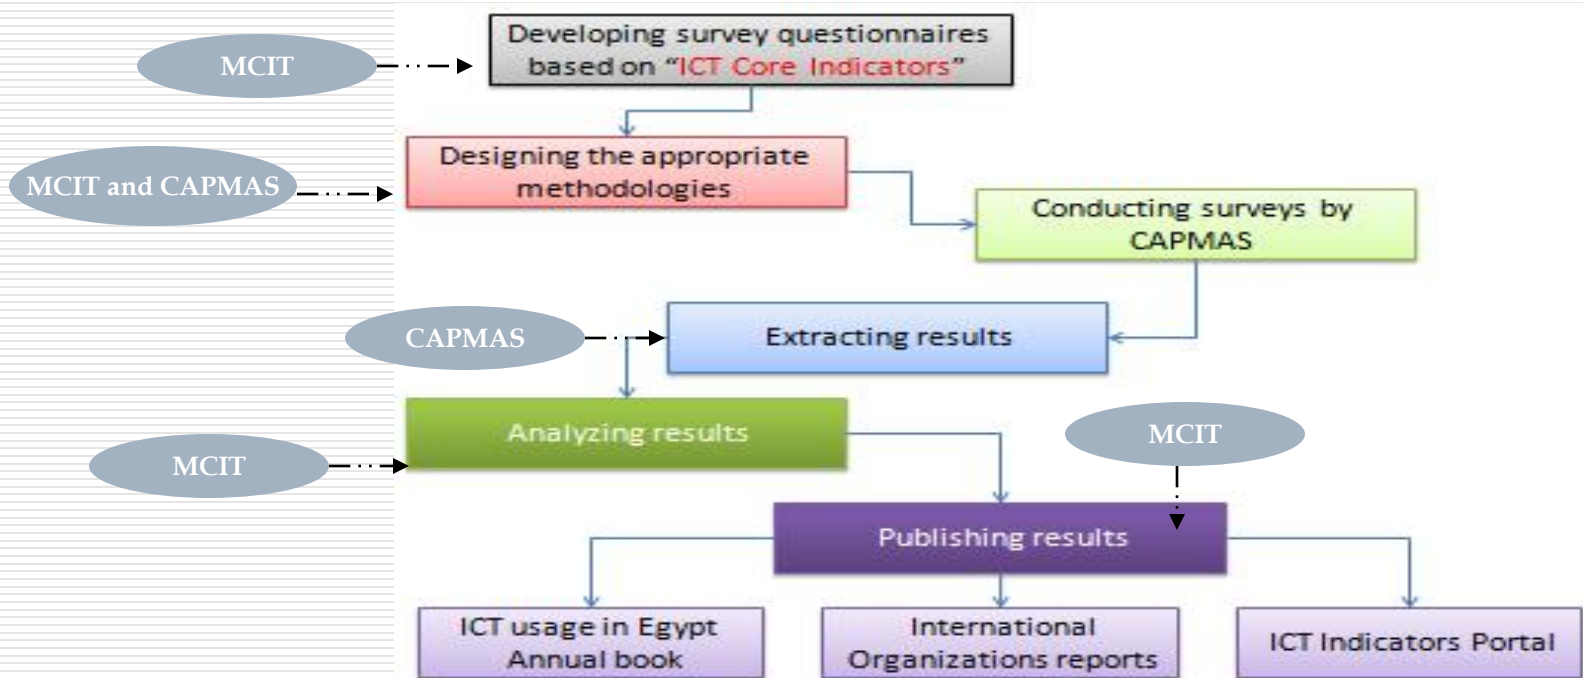 MCIT
Developing survey questionnaires
based on “ICT Core Indicators”
MCIT and CAPMAS
Designing the appropriate
methodologies
Conducting surveys by
CAPMAS
CAPMAS
Extracting results
MCIT
Analyzing results
MCIT
Publishing results
ICT usage in Egypt
Annual book
International
Organizations reports
ICT Indicators Portal